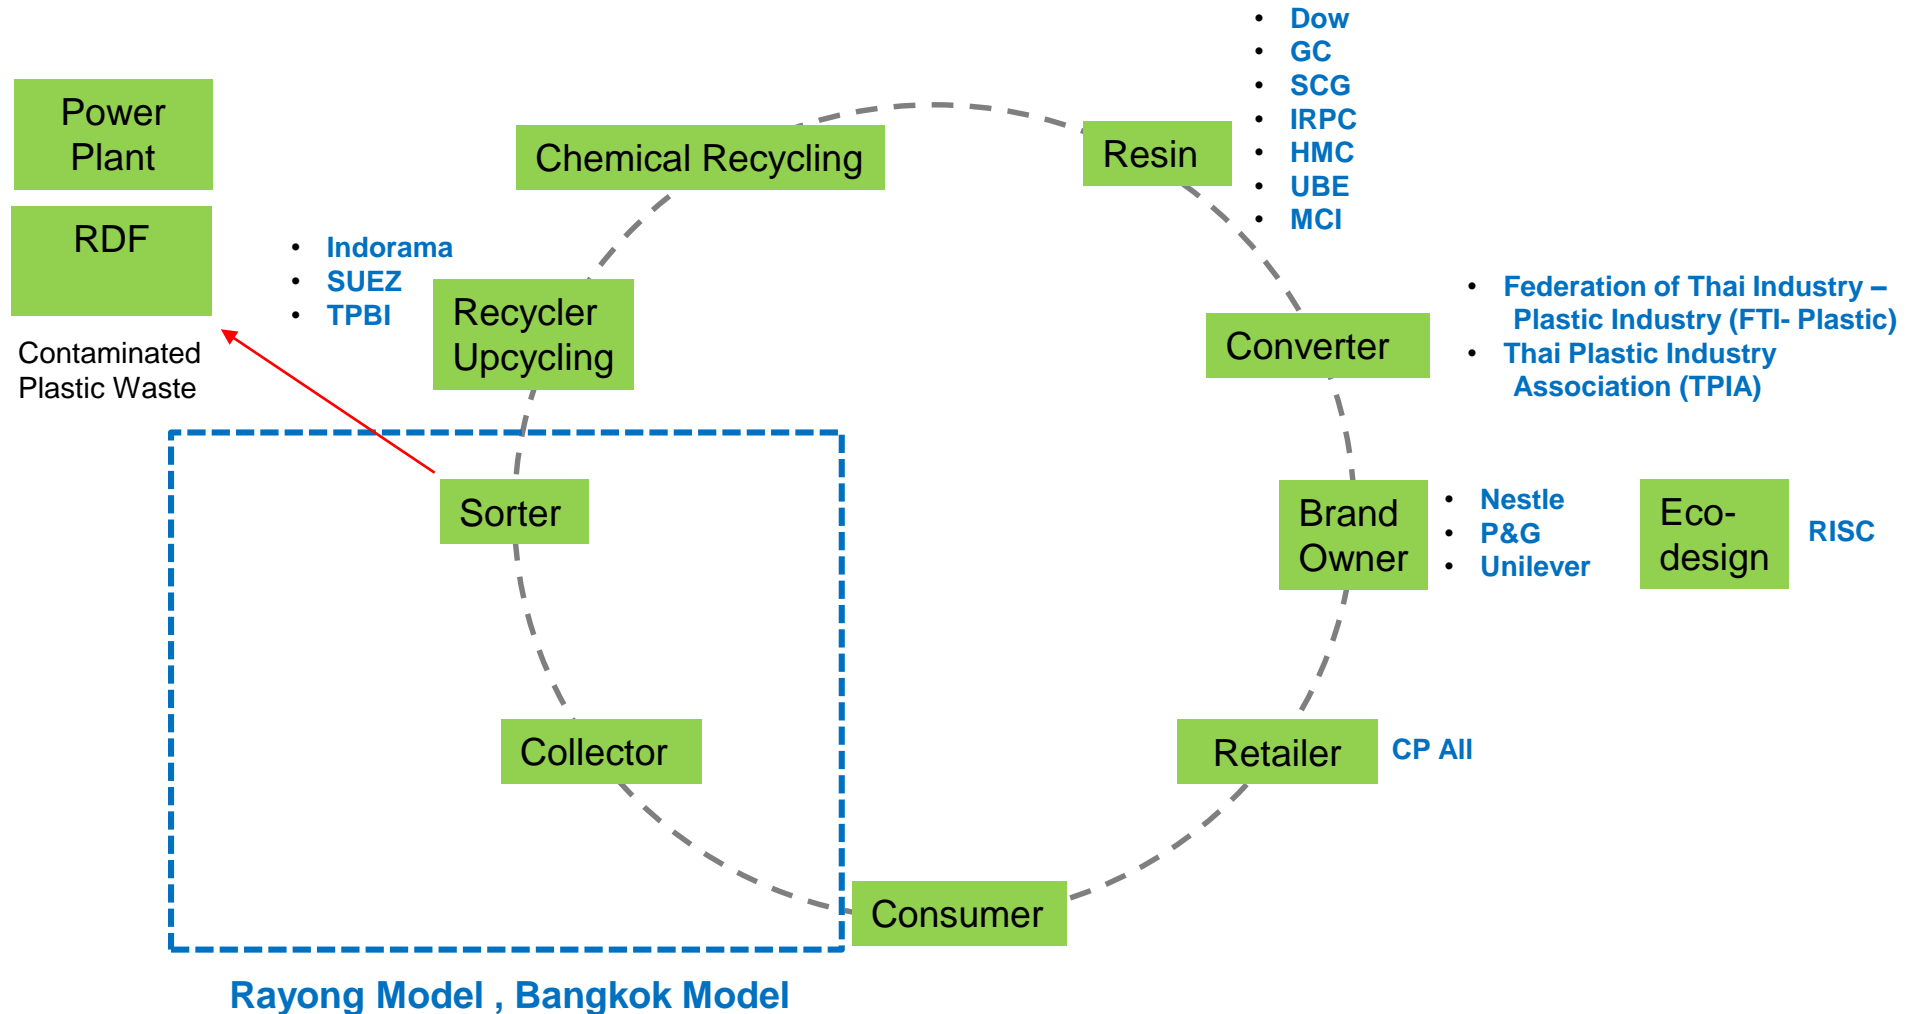 • Dow
• GC
• SCG
• IRPC
• HMC
• UBE
• MCI
Power
Plant
Chemical Recycling
Resin
RDF
• Indorama
• SUEZ
• TPBI
Recycler
Upcycling
Contaminated
Plastic Waste
Converter
• Federation of Thai Industry –
Plastic Industry (FTI- Plastic)
• Thai Plastic Industry
Association (TPIA)
Sorter
Brand
Owner
• Nestle
• P&G
• Unilever
Eco-
design
RISC
Collector
Retailer
CP All
Consumer
Rayong Model , Bangkok Model